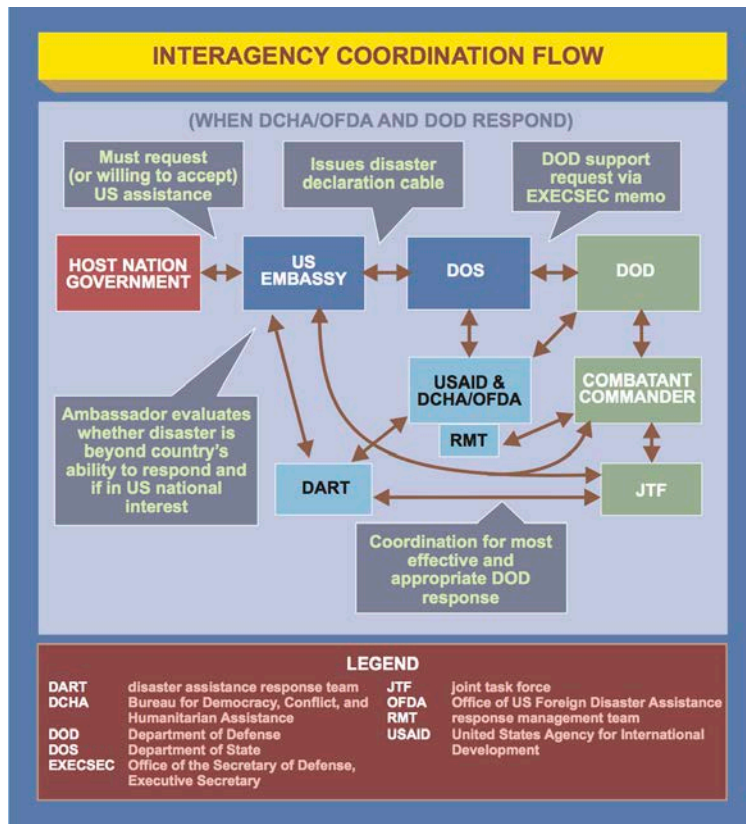 INTERAGENCY COORDINATION FLOW
(WHEN DCHA/OFDA AND DOD RESPOND)
Must request
(or willing to accept)
US assistance
Issues disaster
declaration cable
DOD support
request via
EXECSEC memo
HOST NATION
GOVERNMENT
US
EMBASSY
DOS
DOD
USAID &
DCHA/OFDA
RMT
COMBATANT
COMMANDER
Ambassador evaluates
whether disaster is
beyond country's
ability to respond and
if in US national
interest
DART
JTF
Coordination for most
effective and
appropriate DOD
response
LEGEND
DART disaster assistance response team
DCHA Bureau for Democracy, Conflict, and
Humanitarian Assistance
DOD Department of Defense
DOS Department of State
EXECSEC Office of the Secretary of Defense,
Executive Secretary
JTF joint task force
OFDA Office of US Foreign Disaster Assistance
RMT response management team
USAID United States Agency for International
Development